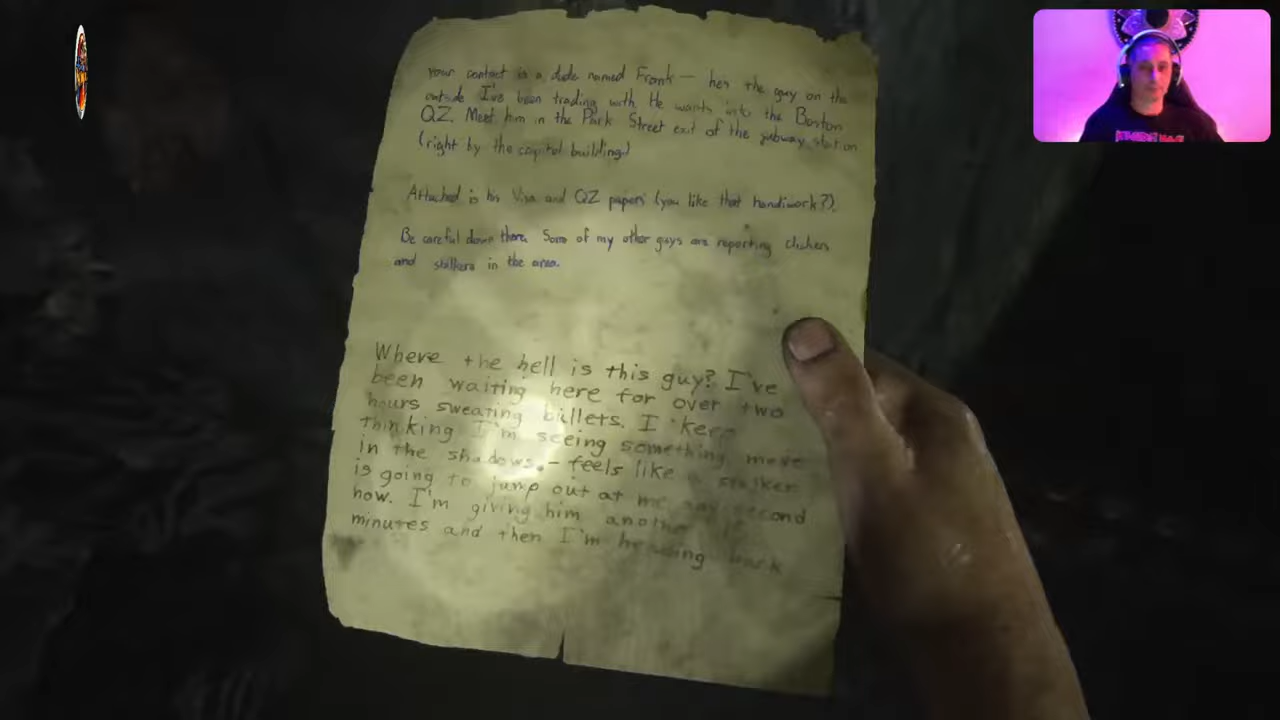 Your contact is a dude named Frank — he's the guy on the
outside I've been trading with. He wants into the Boston
QZ. Meet him in the Park Street exit of the subway station
(right by the capitol building.)
Attached is his Visa and QZ papers (you like that handiwork?).
Be careful down there. Some of my other guys are reporting clickers
and stalkers in the area.
Where the hell is this guy? I've
been waiting here for over two
hours sweating bullets. I keep
thinking I'm seeing something move
in the shadows. - feels like a stalker
is going to jump out at me any second
now. I'm giving him another
minutes and then I'm heading back